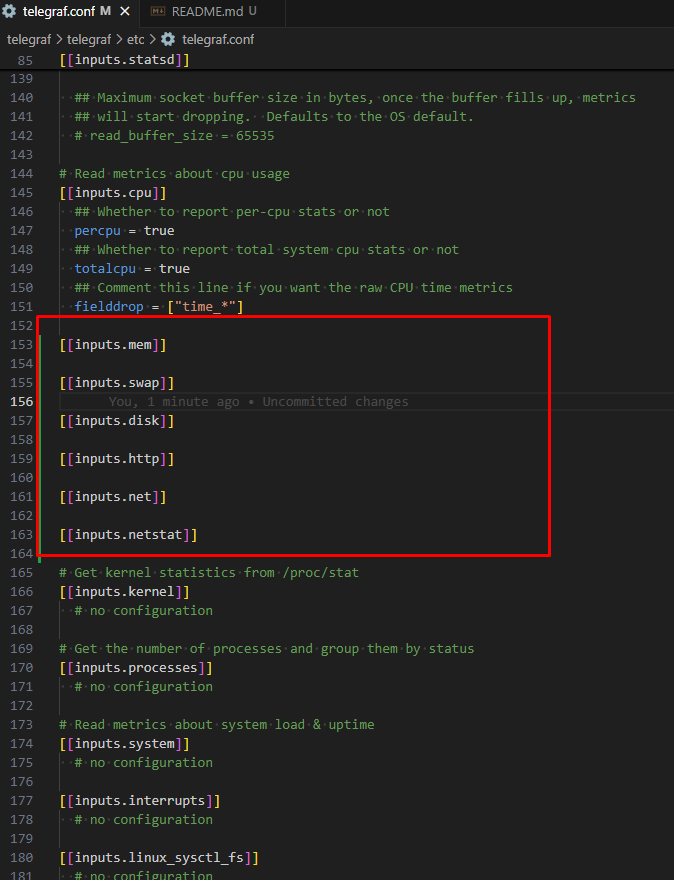 telegraf.conf M
README.md U
telegraf > telegraf > etc > telegraf.conf
85 [[inputs.statsd]]
139
140 ## Maximum socket buffer size in bytes, once the buffer fills up, metrics
141 ## will start dropping.  Defaults to the OS default.
142 # read_buffer_size = 65535
143
144 # Read metrics about cpu usage
145 [[inputs.cpu]]
146 ## Whether to report per-cpu stats or not
147 percpu = true
148 ## Whether to report total system cpu stats or not
149 totalcpu = true
150 ## Comment this line if you want the raw CPU time metrics
151 fielddrop = ["time_*"]
152
153 [[inputs.mem]]
154
155 [[inputs.swap]]
156 You, 1 minute ago • Uncommitted changes
157 [[inputs.disk]]
158
159 [[inputs.http]]
160
161 [[inputs.net]]
162
163 [[inputs.netstat]]
164
165 # Get kernel statistics from /proc/stat
166 [[inputs.kernel]]
167 # no configuration
168
169 # Get the number of processes and group them by status
170 [[inputs.processes]]
171 # no configuration
172
173 # Read metrics about system load & uptime
174 [[inputs.system]]
175 # no configuration
176
177 [[inputs.interrupts]]
178 # no configuration
179
180 [[inputs.linux_sysctl_fs]]
181 # no configuration